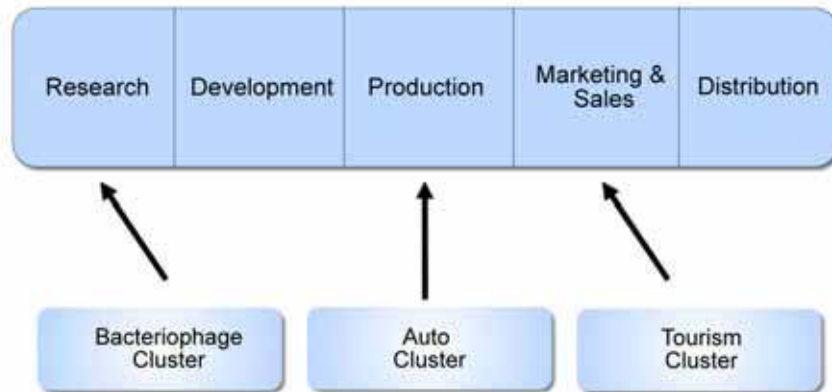 Research
Development
Production
Marketing &
Sales
Distribution
Bacteriophage
Cluster
Auto
Cluster
Tourism
Cluster